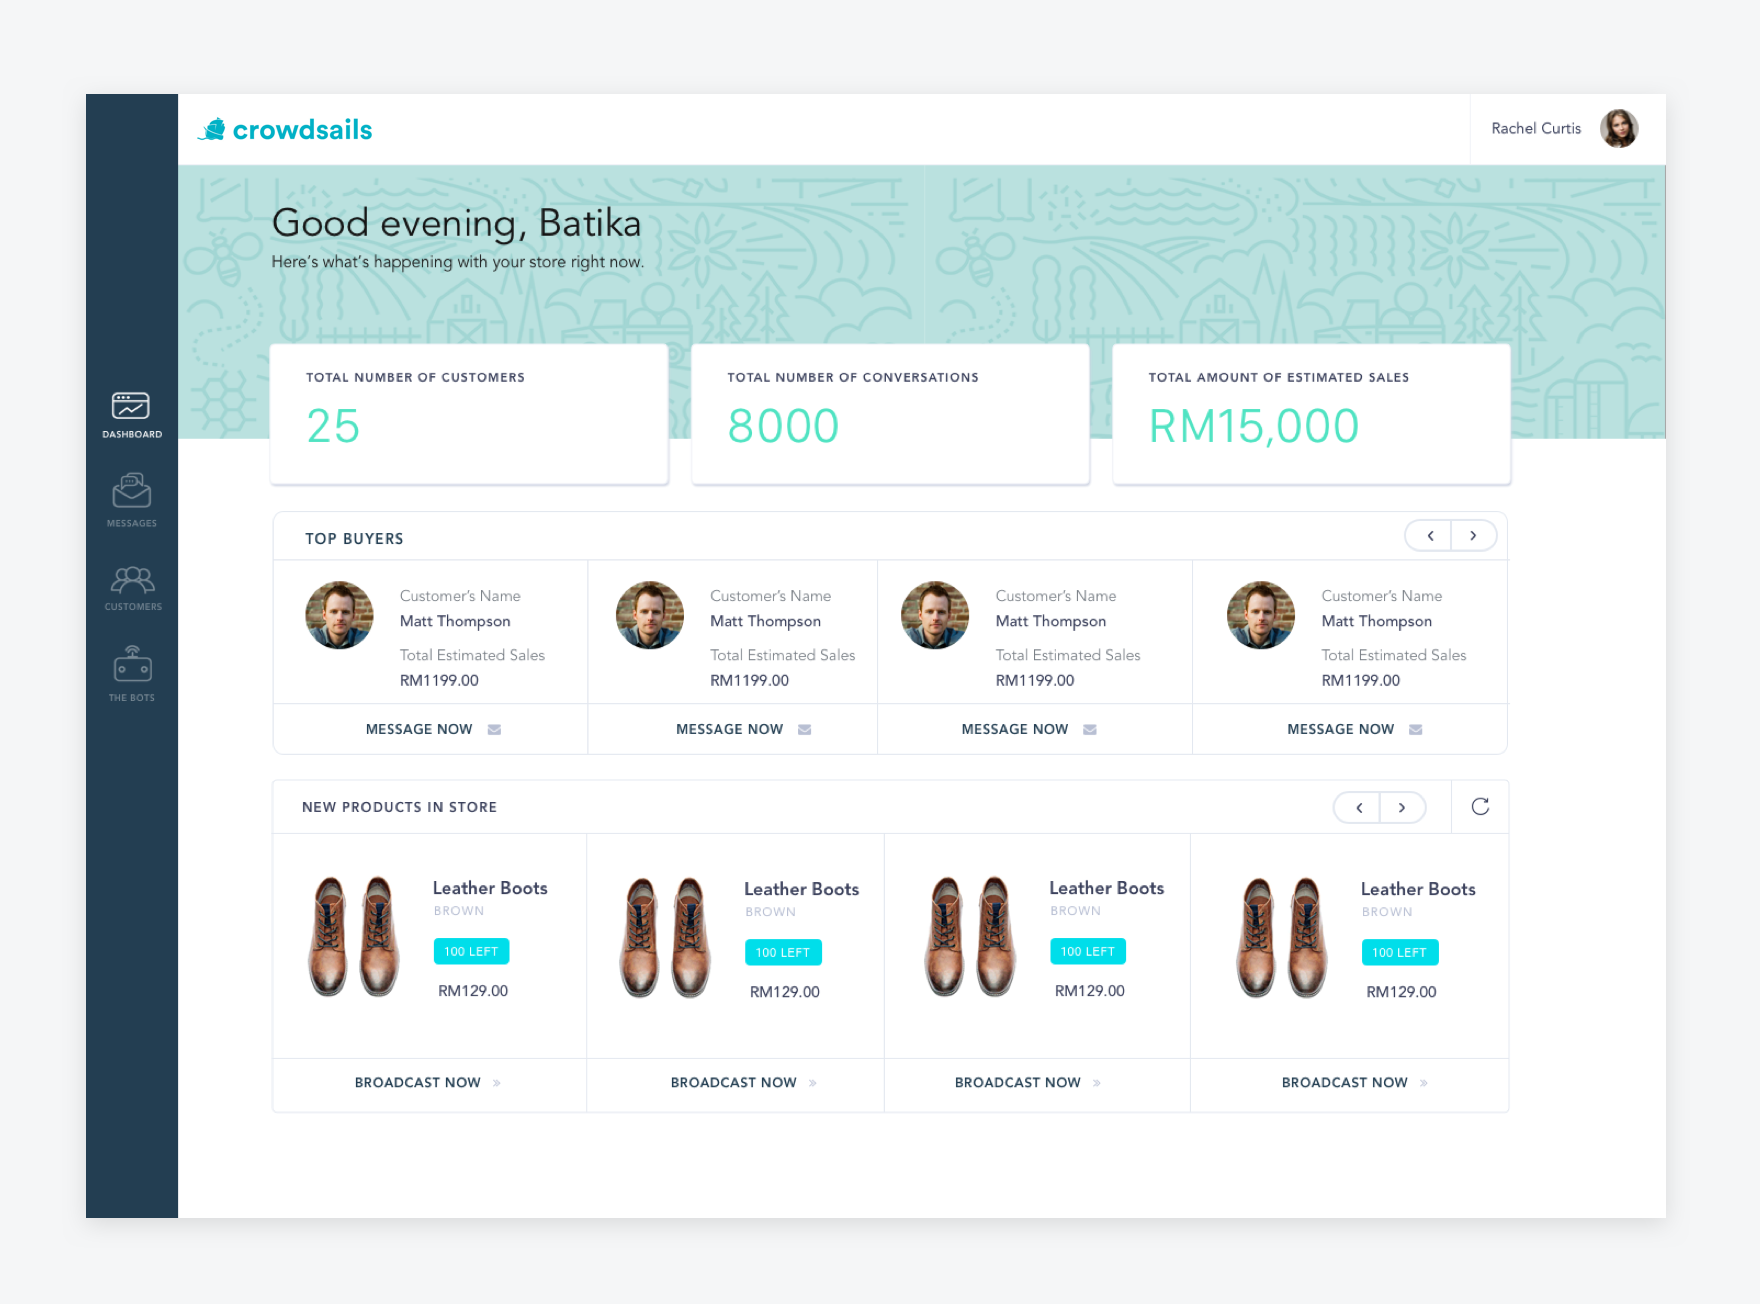 crowdsails
Rachel Curtis
Good evening, Batika
Here's what's happening with your store right now.
TOTAL NUMBER OF CUSTOMERS
25
TOTAL NUMBER OF CONVERSATIONS
8000
TOTAL AMOUNT OF ESTIMATED SALES
RM15,000
DASHBOARD
MESSAGES
CUSTOMERS
THE BOTS
TOP BUYERS
Customer's Name
Matt Thompson
Total Estimated Sales
RM1199.00
MESSAGE NOW
Customer's Name
Matt Thompson
Total Estimated Sales
RM1199.00
MESSAGE NOW
Customer's Name
Matt Thompson
Total Estimated Sales
RM1199.00
MESSAGE NOW
Customer's Name
Matt Thompson
Total Estimated Sales
RM1199.00
MESSAGE NOW
NEW PRODUCTS IN STORE
Leather Boots
BROWN
100 LEFT
RM129.00
BROADCAST NOW »
Leather Boots
BROWN
100 LEFT
RM129.00
BROADCAST NOW »
Leather Boots
BROWN
100 LEFT
RM129.00
BROADCAST NOW »
Leather Boots
BROWN
100 LEFT
RM129.00
BROADCAST NOW »